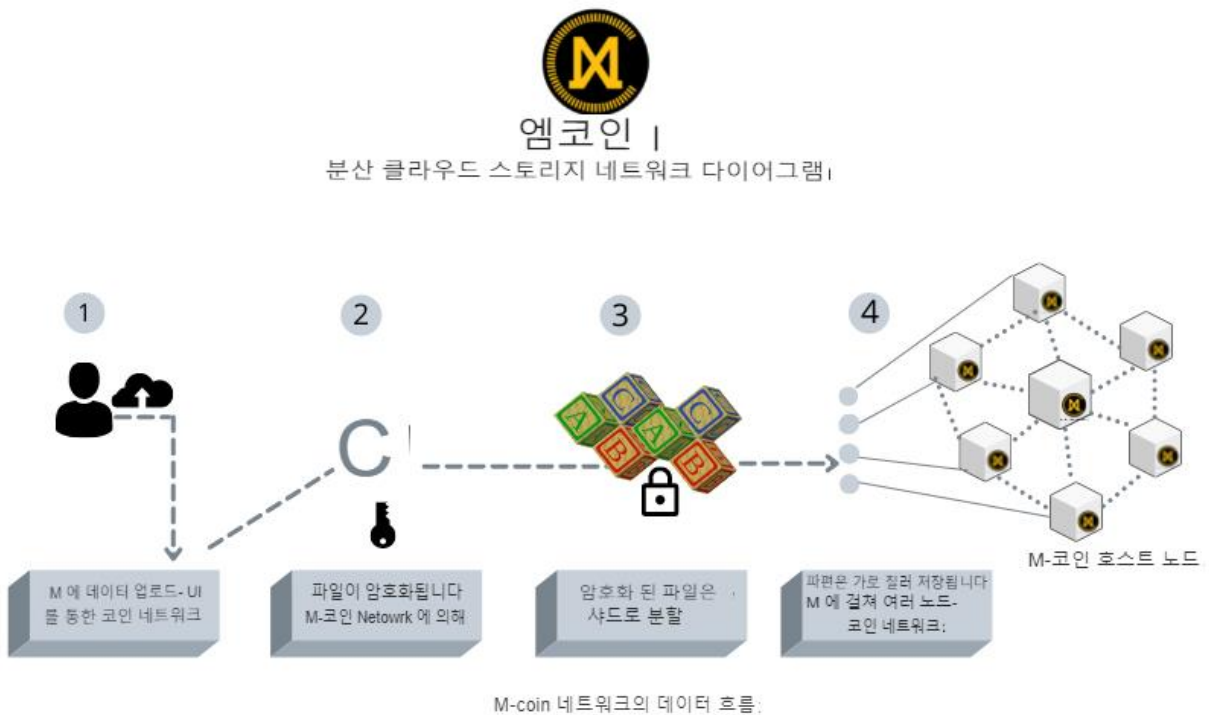 엠코인 |
분산 클라우드 스토리지 네트워크 다이어그램
1
2
3
4
C
A
C
B
A
C
B
M-코인 호스트 노드
M 에 데이터 업로드- UI
를 통한 코인 네트워크
파일이 암호화됩니다
M-코인 Netowrk 에 의해
암호화 된 파일은
샤드로 분할
파편은 가로 질러 저장됩니다
M 에 걸쳐 여러 노드-
코인 네트워크:
M-coin 네트워크의 데이터 흐름: